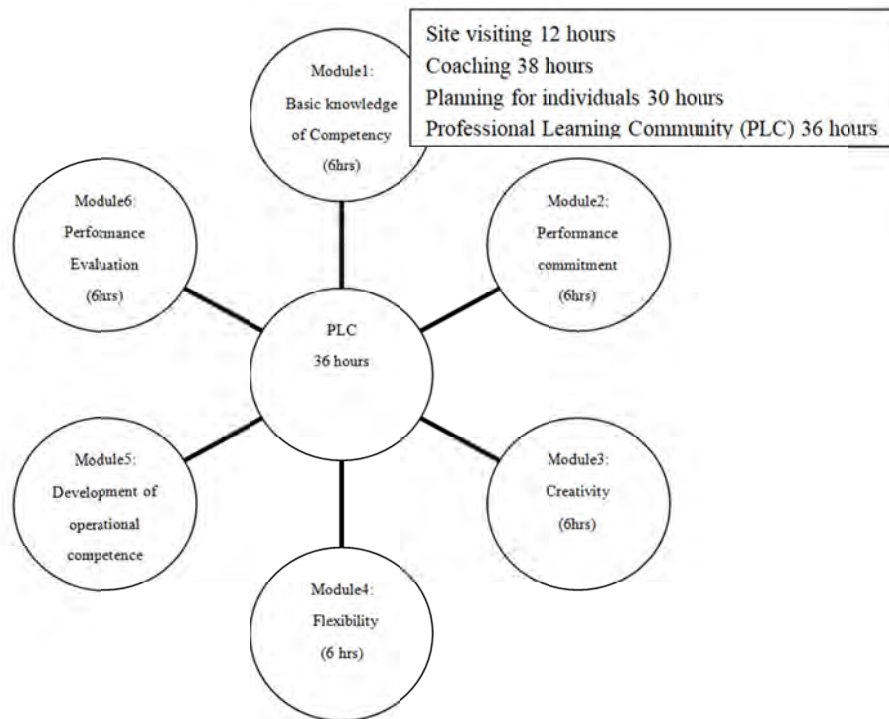 Site visiting 12 hours
Coaching 38 hours
Planning for individuals 30 hours
Professional Learning Community (PLC) 36 hours
Module1:
Basic knowledge
of Competency
(6hrs)
Module6:
Performance
Evaluation
(6hrs)
Module2:
Performance
commitment
(6hrs)
PLC
36 hours
Module5:
Development of
operational
competence
Module3:
Creativity
(6hrs)
Module4:
Flexibility
(6 hrs)